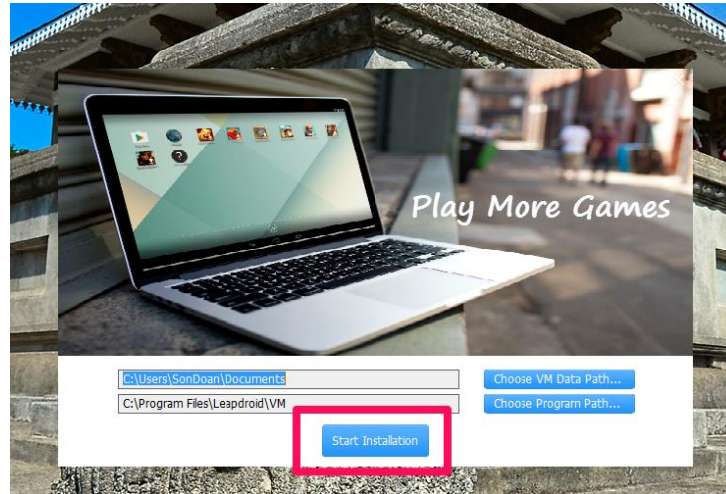 Play More Games
C:\Users\SonDoan\Documents
Choose VM Data Path...
C:\Program Files\Leapdroid\VM
Choose Program Path...
Start Installation